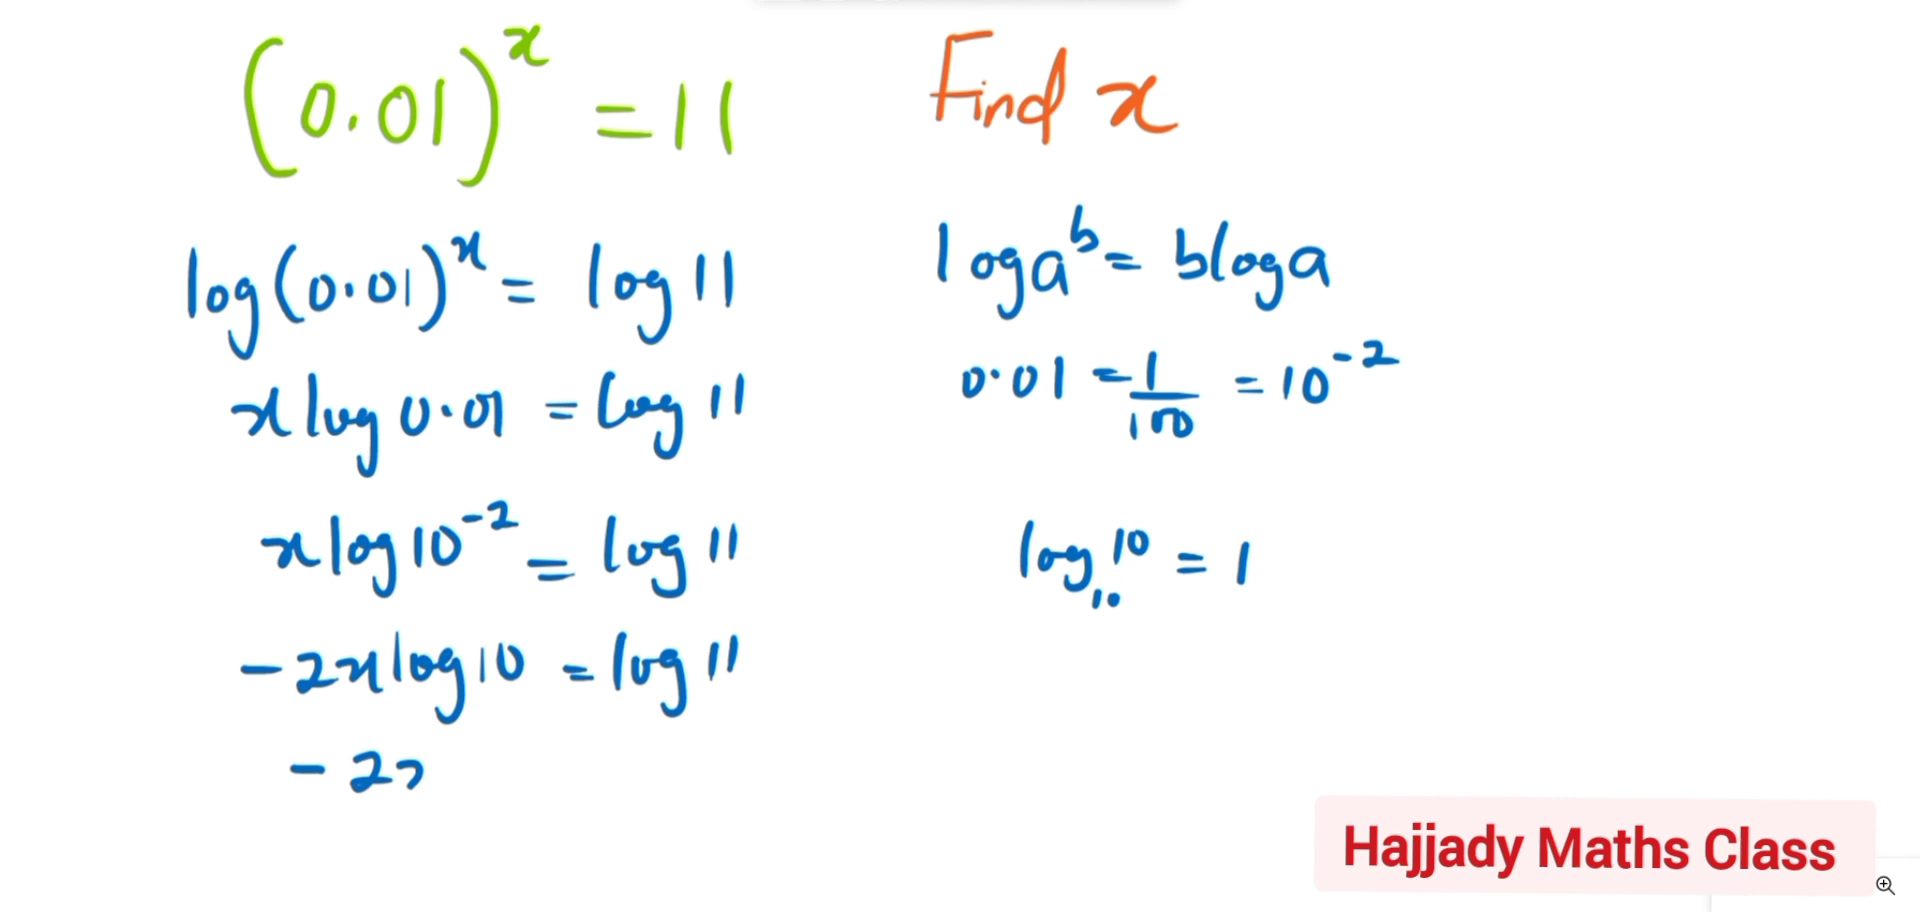 (0.01)^x = 11
Find x
log(0.01)^x = log 11
x log 0.01 = log 11
x log 10^-2 = log 11
-2x log 10 = log 11
-2
log a^b = b log a
0.01 = 1/100 = 10^-2
log_10 10 = 1
Hajjady Maths Class